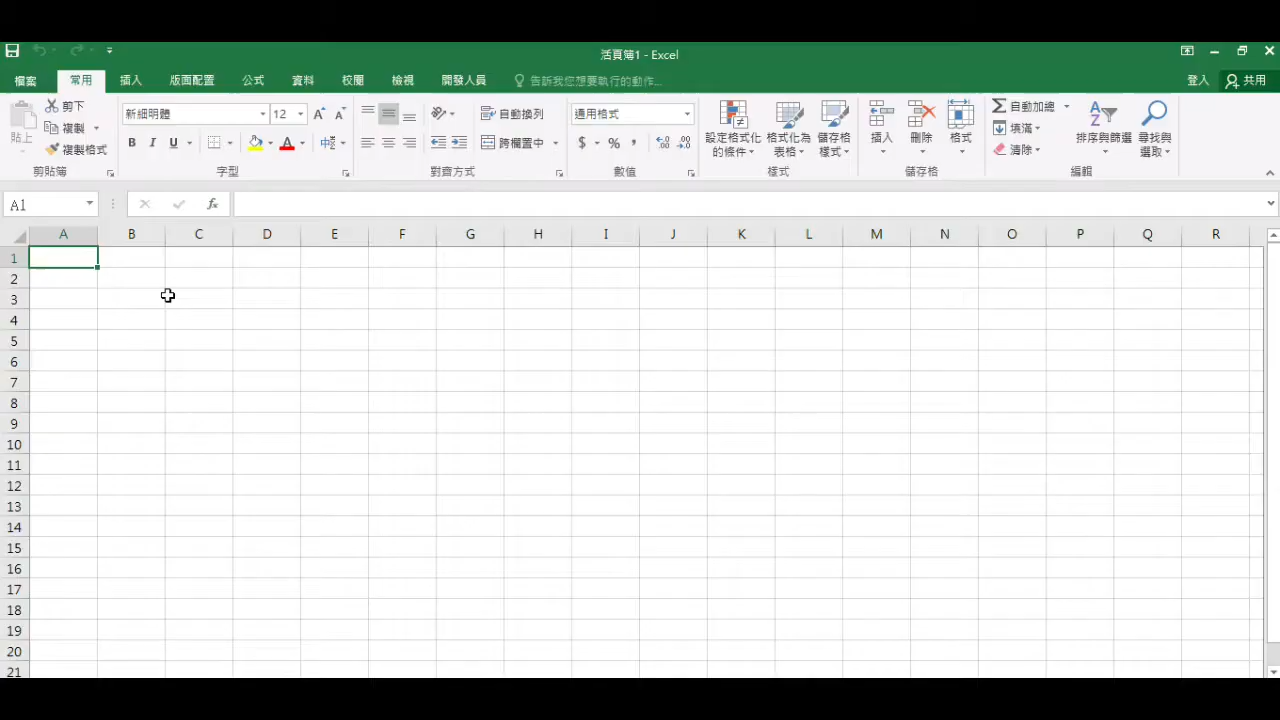 活頁簿1 - Excel
檔案 常用 插入 版面配置 公式 資料 校閱 檢視 開發人員 告訴我您想要執行的動作... 登入 共用
貼上 剪下 複製 複製格式 剪貼簿
新細明體 12 B I U 字型
自動換列 跨欄置中 對齊方式
通用格式 $ % , 數值
設定格式化的條件 格式化為表格 儲存格樣式 樣式
插入 刪除 格式 儲存格
自動加總 填滿 清除 排序與篩選 尋找與選取 編輯
A1 fx
A B C D E F G H I J K L M N O P Q R
1
2
3
4
5
6
7
8
9
10
11
12
13
14
15
16
17
18
19
20
21